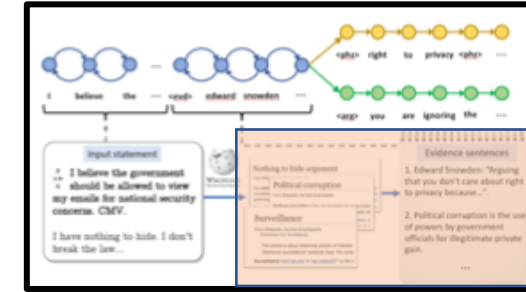 <phz> right to privacy <phz> ...
I believe the ... <evd> edward snowden ...
<arg> you are ignoring the ...
Input statement
I believe the government
should be allowed to view
my emails for national security
concerns. CMV.
I have nothing to hide. I don't
break the law...
Nothing to hide argument
Political corruption
Surveillance
Evidence sentences
1. Edward Snowden: "Arguing
that you don't care about right
to privacy because...".
2. Political corruption is the use
of powers by government
officials for illegitimate private
gain.
...